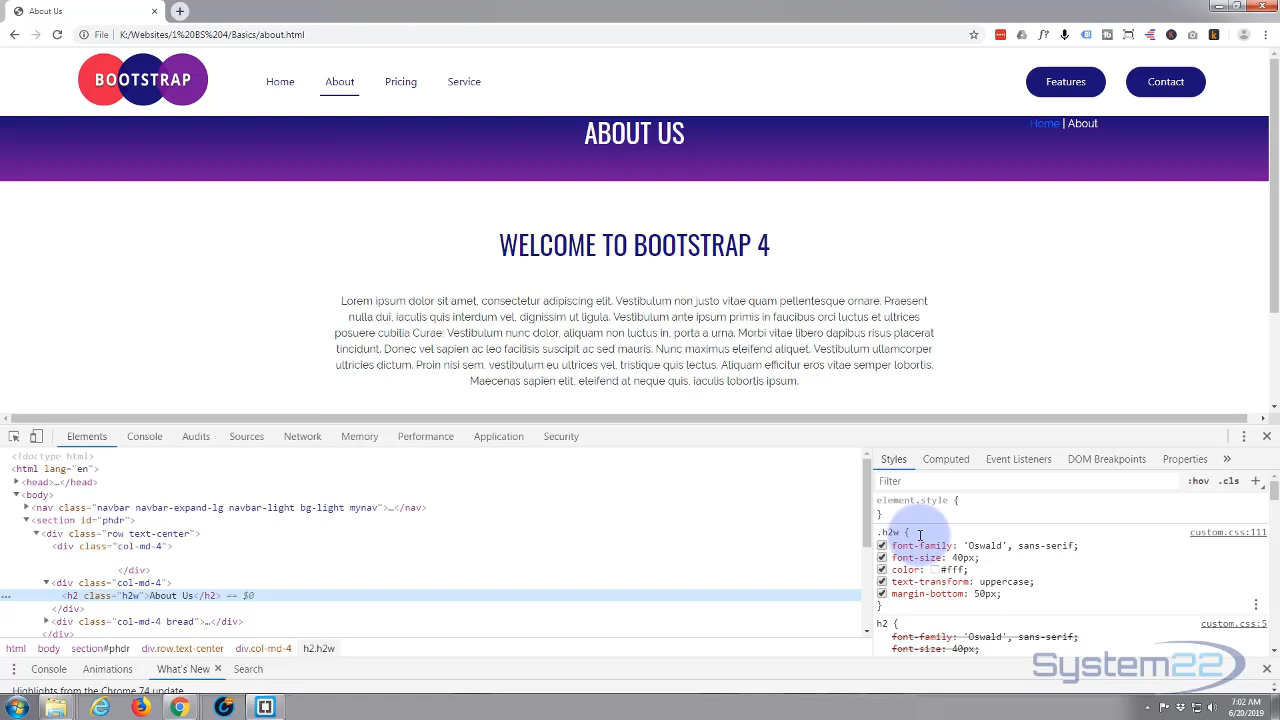 About Us
File | K:/Websites/1%20BS%204/Basics/about.html
BOOTSTRAP
Home
About
Pricing
Service
Features
Contact
ABOUT US
Home | About
WELCOME TO BOOTSTRAP 4
Lorem ipsum dolor sit amet, consectetur adipiscing elit. Vestibulum non justo vitae quam pellentesque ornare. Praesent
nulla dui, iaculis quis interdum vel, dignissim ut ligula. Vestibulum ante ipsum primis in faucibus orci luctus et ultrices
posuere cubilia Curae; Vestibulum nunc dolor, aliquam non luctus in, porta a urna. Morbi vitae libero dapibus risus placerat
tincidunt. Donec vel sapien ac leo facilisis suscipit ac sed mauris. Nunc maximus eleifend aliquet. Vestibulum ullamcorper
ultricies dictum. Proin nisi sem, vestibulum eu ultrices vel, tristique quis lectus. Aliquam efficitur eros vitae semper lobortis.
Maecenas sapien elit, eleifend at neque quis, iaculis lobortis ipsum.
Elements
Console
Audits
Sources
Network
Memory
Performance
Application
Security
<!doctype html>
<html lang="en">
<head>…</head>
<body>
<nav class="navbar navbar-expand-lg navbar-light bg-light mynav">…</nav>
<section id="phdr">
<div class="row text-center">
<div class="col-md-4">
</div>
<div class="col-md-4">
<h2 class="h2w">About Us</h2> == $0
</div>
<div class="col-md-4 bread">…</div>
</div>
html body section#phdr div.row.text-center div.col-md-4 h2.h2w
Styles
Computed
Event Listeners
DOM Breakpoints
Properties
Filter
:hov .cls +
element.style {
}
.h2w { custom.css:111
font-family: 'Oswald', sans-serif;
font-size: 40px;
color: #fff;
text-transform: uppercase;
margin-bottom: 50px;
}
h2 { custom.css:5
font-family: 'Oswald', sans-serif;
font-size: 40px;
Console
Animations
What's New
Search
Highlights from the Chrome 74 update
System22
7:02 AM
6/20/2019